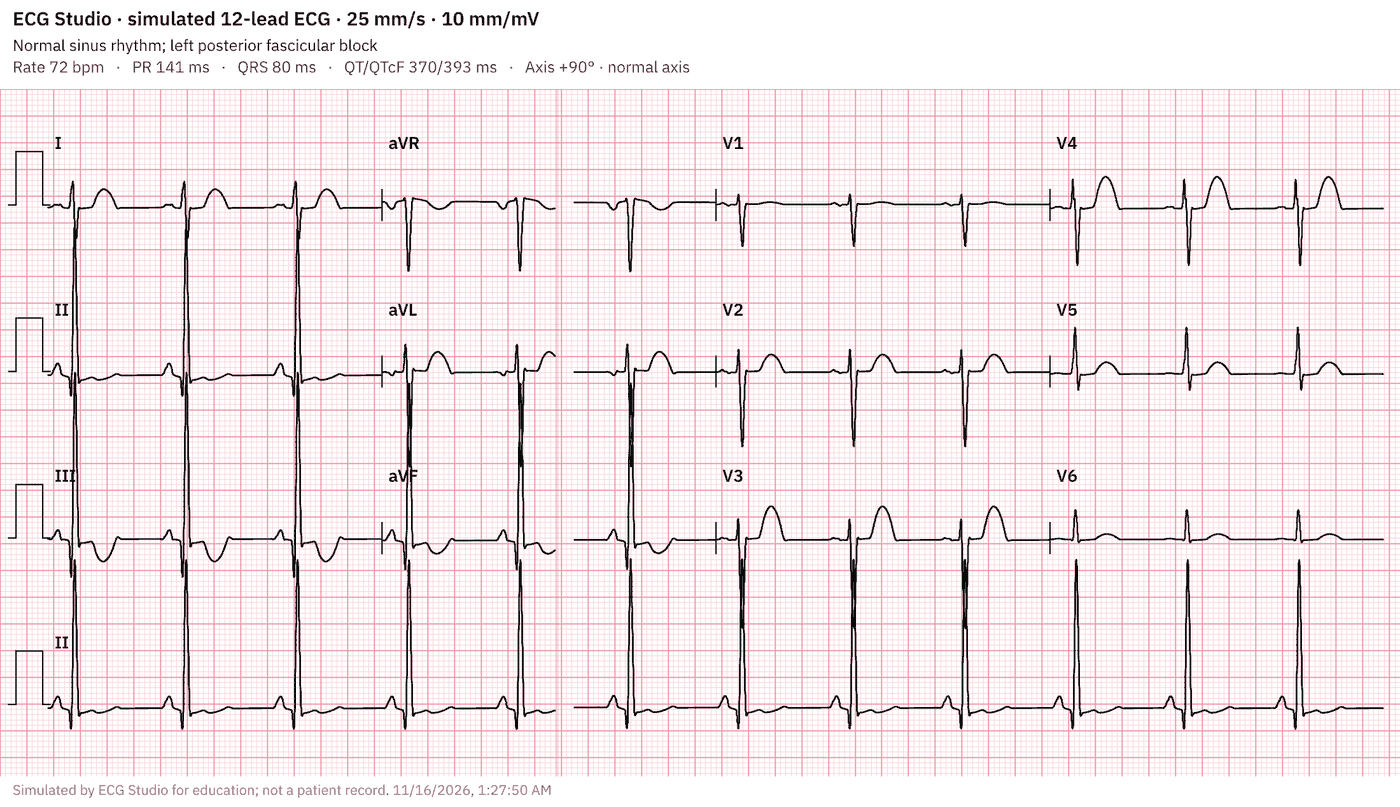 ECG Studio · simulated 12-lead ECG · 25 mm/s · 10 mm/mV
Normal sinus rhythm; left posterior fascicular block
Rate 72 bpm · PR 141 ms · QRS 80 ms · QT/QTcF 370/393 ms · Axis +90° · normal axis
I aVR V1 V4
II aVL V2 V5
III aVF V3 V6
II
Simulated by ECG Studio for education; not a patient record. 11/16/2026, 1:27:50 AM